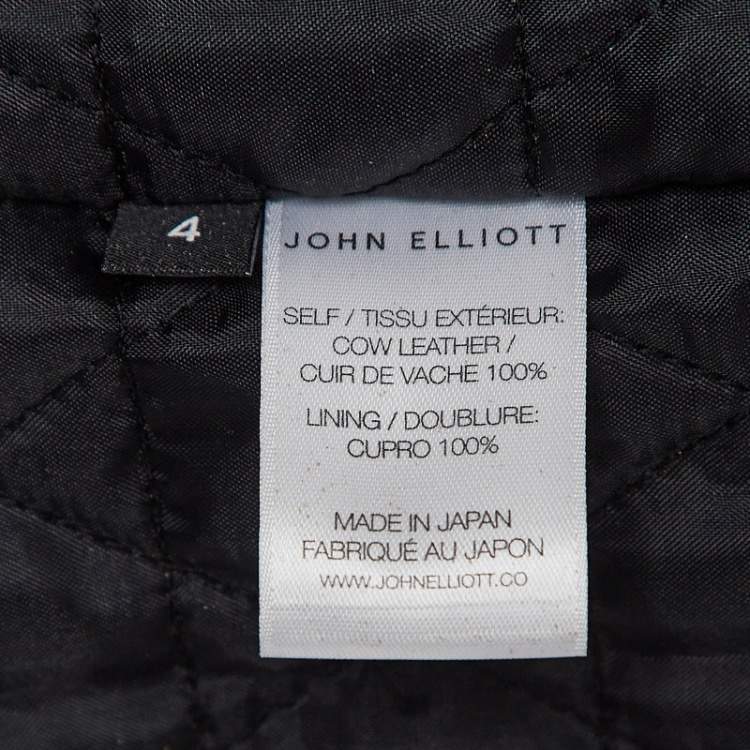 4
JOHN ELLIOTT
SELF / TISSU EXTÉRIEUR:
COW LEATHER /
CUIR DE VACHE 100%
LINING / DOUBLURE:
CUPRO 100%
MADE IN JAPAN
FABRIQUÉ AU JAPON
WWW.JOHNELLIOTT.CO